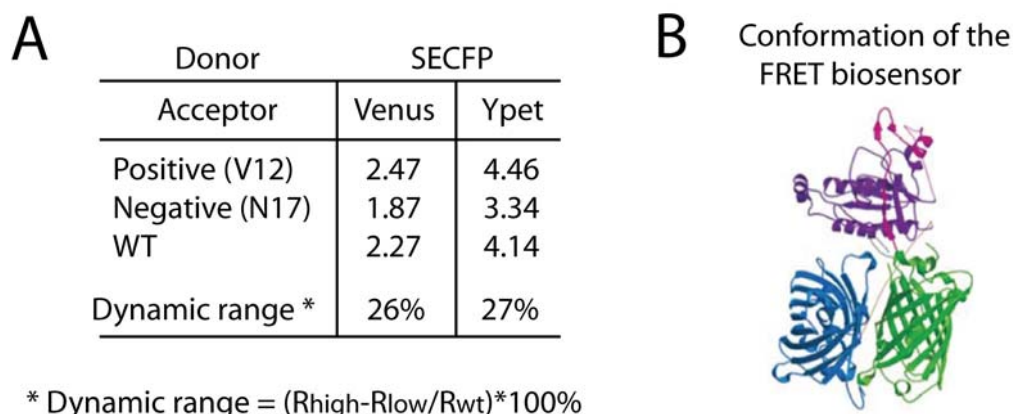 A
Donor SECFP
Acceptor Venus Ypet
Positive (V12) 2.47 4.46
Negative (N17) 1.87 3.34
WT 2.27 4.14
Dynamic range * 26% 27%
* Dynamic range = (Rhigh-Rlow/Rwt)*100%
B
Conformation of the
FRET biosensor